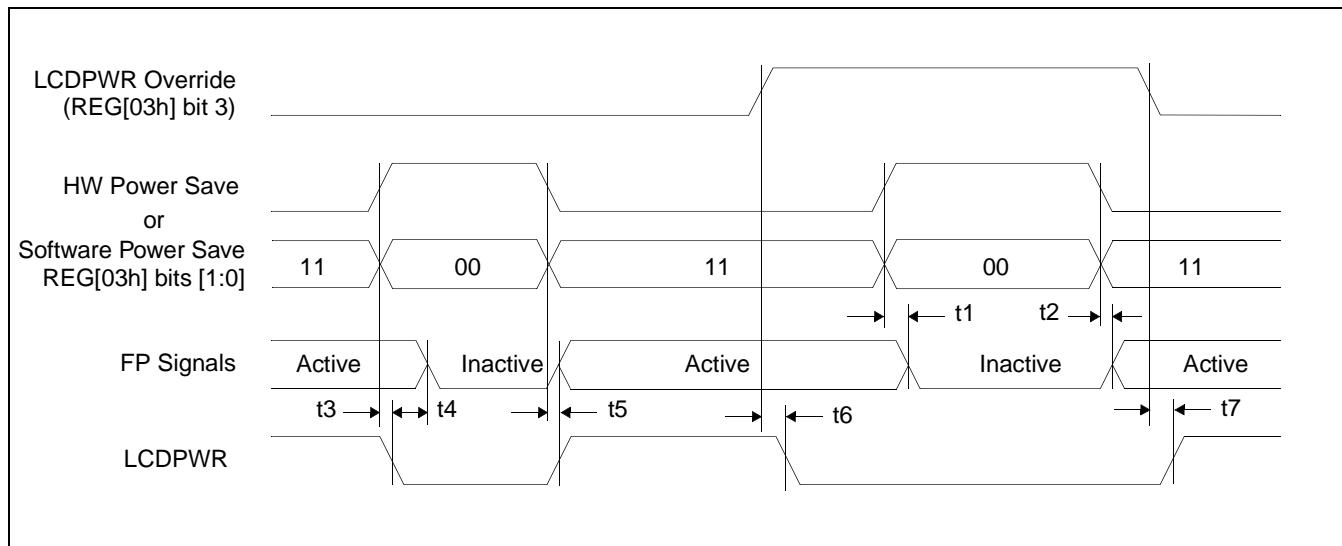 LCDPWR Override
(REG[03h] bit 3)
HW Power Save
or
Software Power Save
REG[03h] bits [1:0]
11 00 11 00 11
t1 t2
FP Signals
Active Inactive Active Inactive Active
t3 t4 t5 t6 t7
LCDPWR